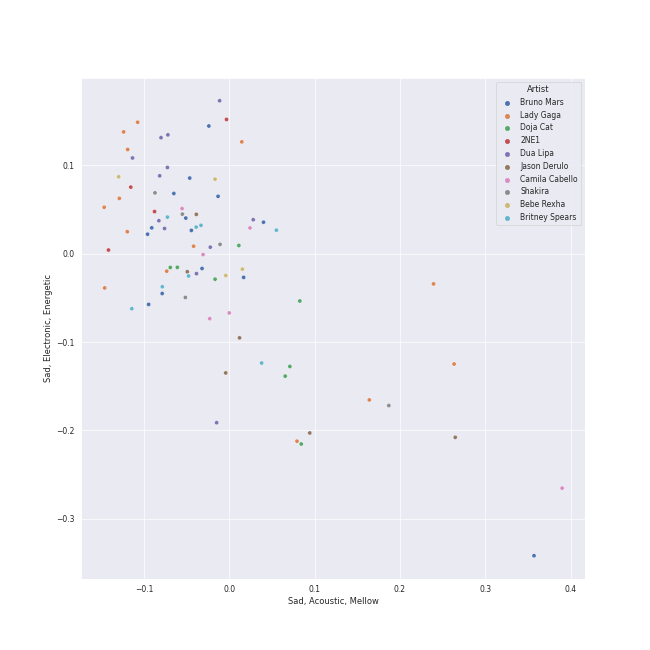 Artist
Bruno Mars
Lady Gaga
Doja Cat
2NE1
Dua Lipa
Jason Derulo
Camila Cabello
Shakira
Bebe Rexha
Britney Spears
0.1
0.0
−0.1
−0.2
−0.3
Sad, Electronic, Energetic
−0.1 0.0 0.1 0.2 0.3 0.4
Sad, Acoustic, Mellow